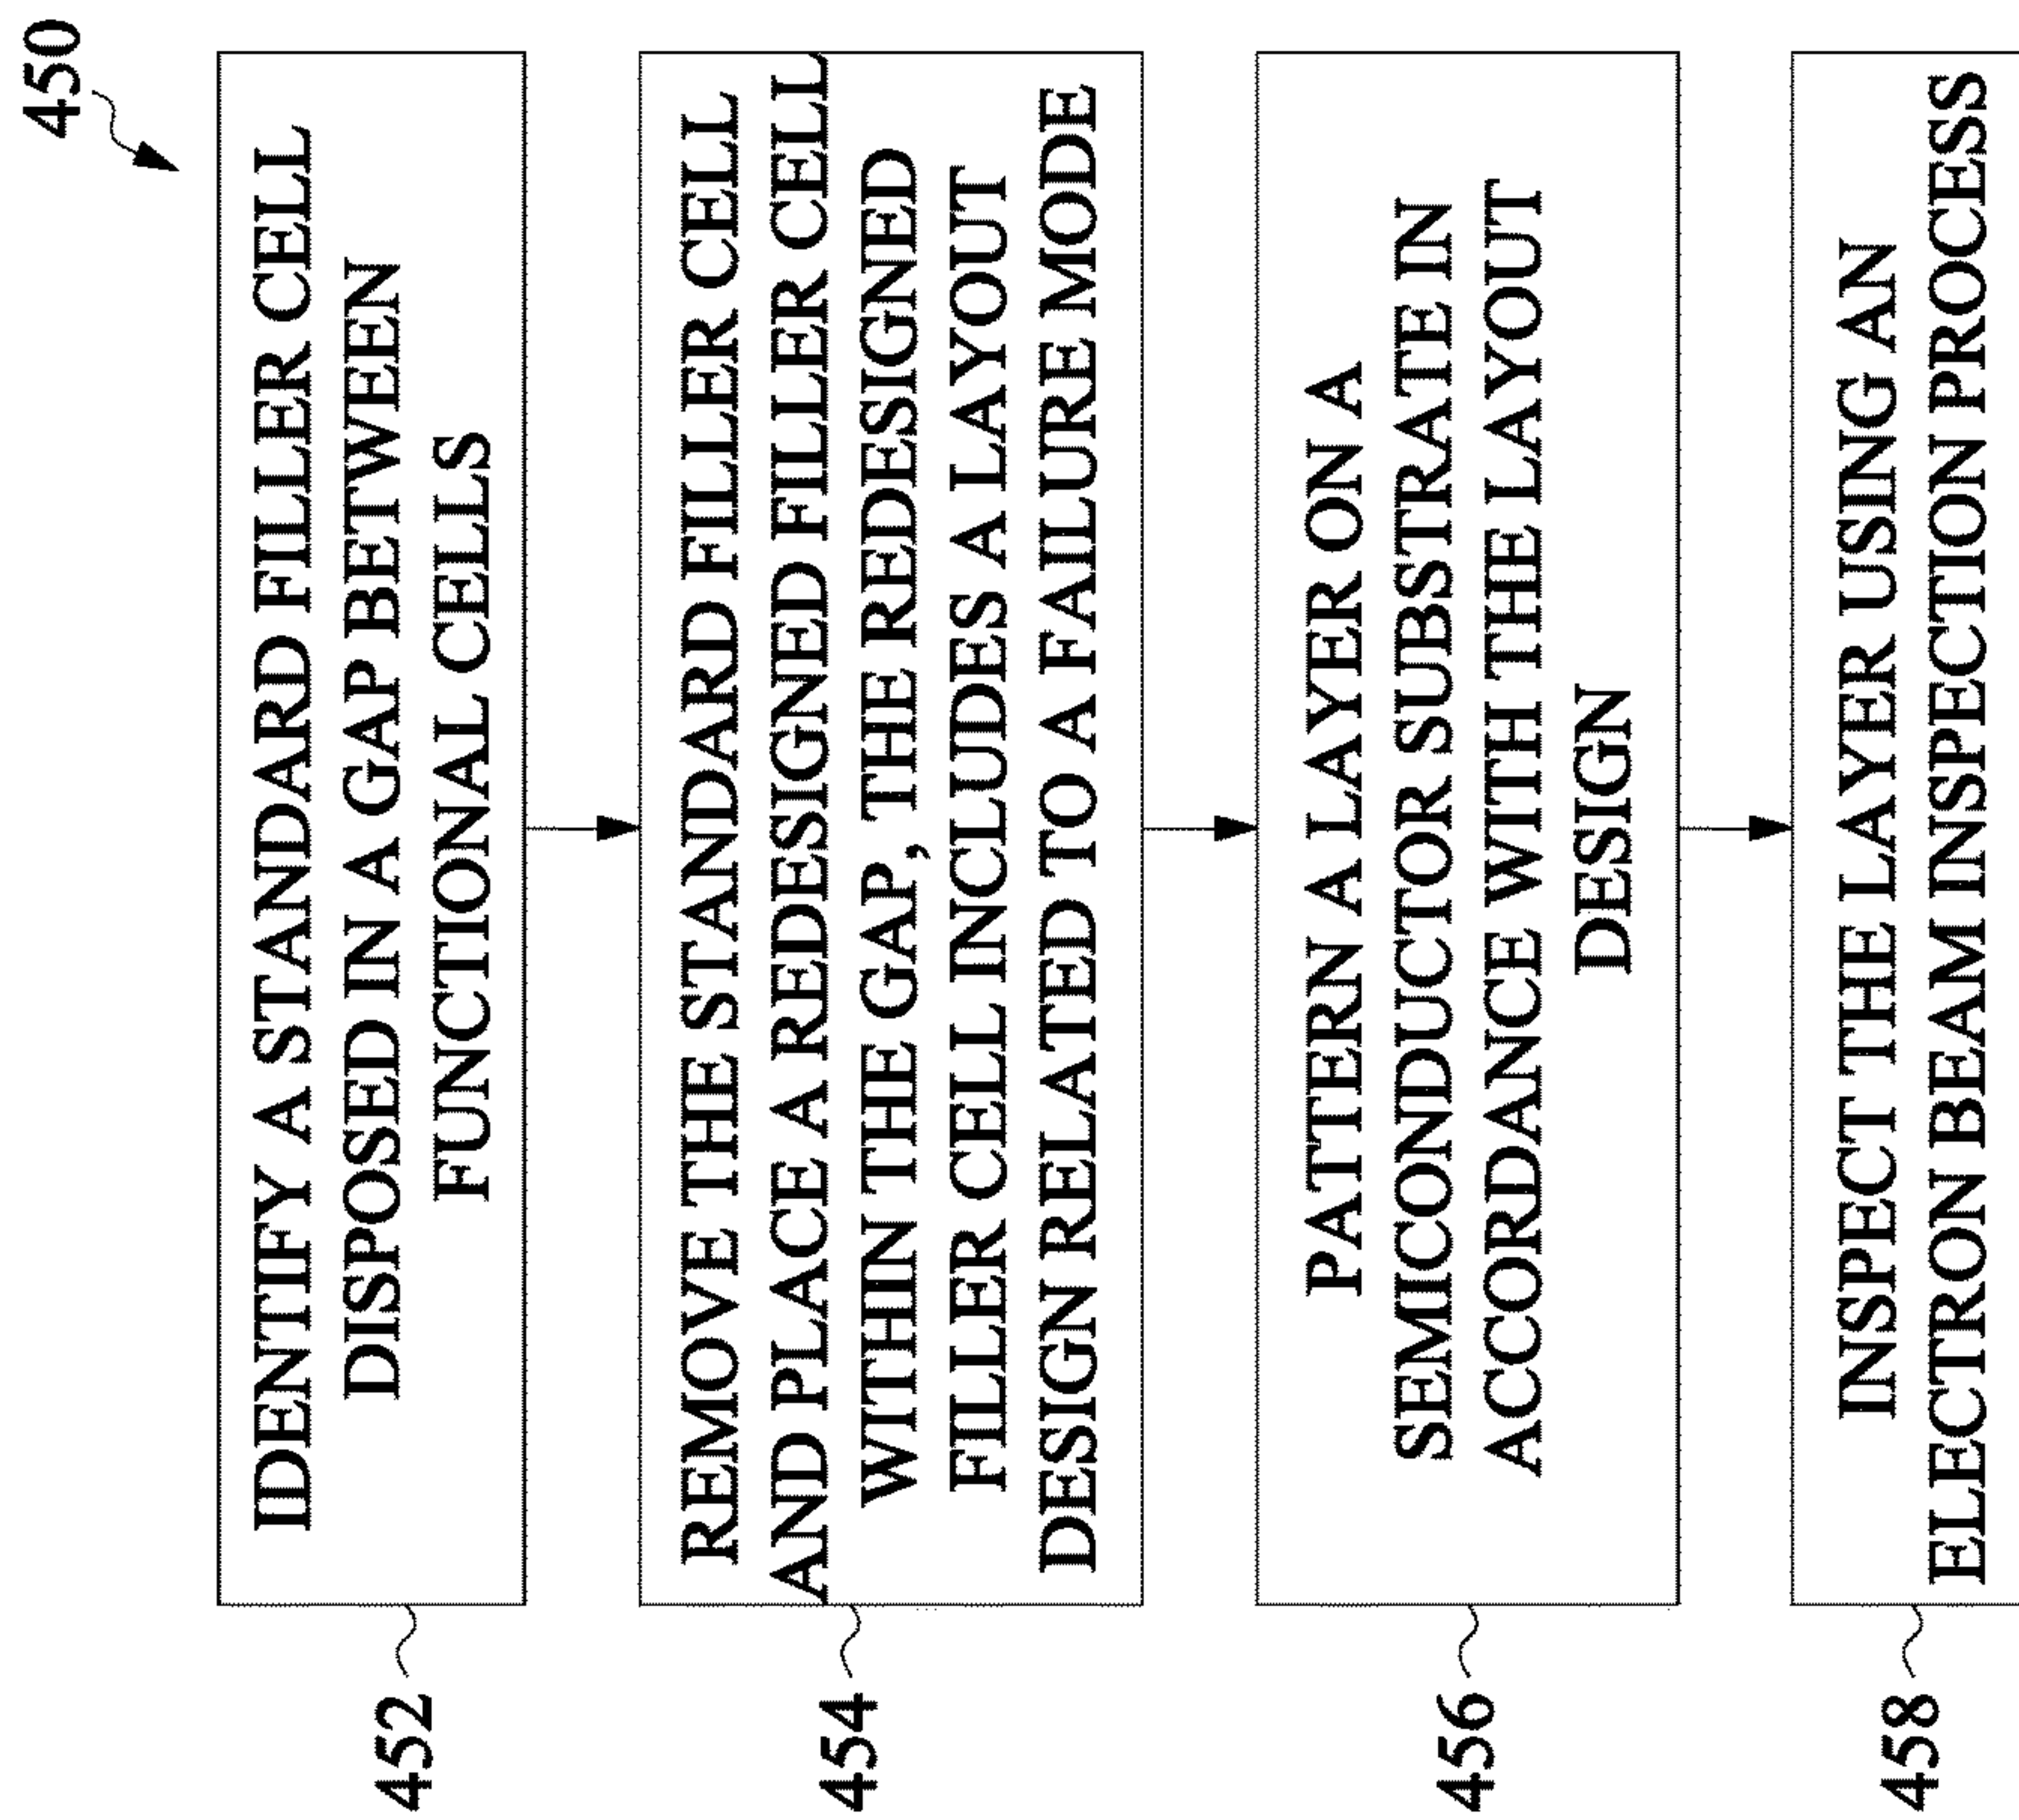 450
452
IDENTIFY A STANDARD FILLER CELL
DISPOSED IN A GAP BETWEEN
FUNCTIONAL CELLS
454
REMOVE THE STANDARD FILLER CELL
AND PLACE A REDESIGNED FILLER CELL
WITHIN THE GAP, THE REDESIGNED
FILLER CELL INCLUDES A LAYOUT
DESIGN RELATED TO A FAILURE MODE
456
PATTERN A LAYER ON A
SEMICONDUCTOR SUBSTRATE IN
ACCORDANCE WITH THE LAYOUT
DESIGN
458
INSPECT THE LAYER USING AN
ELECTRON BEAM INSPECTION PROCESS